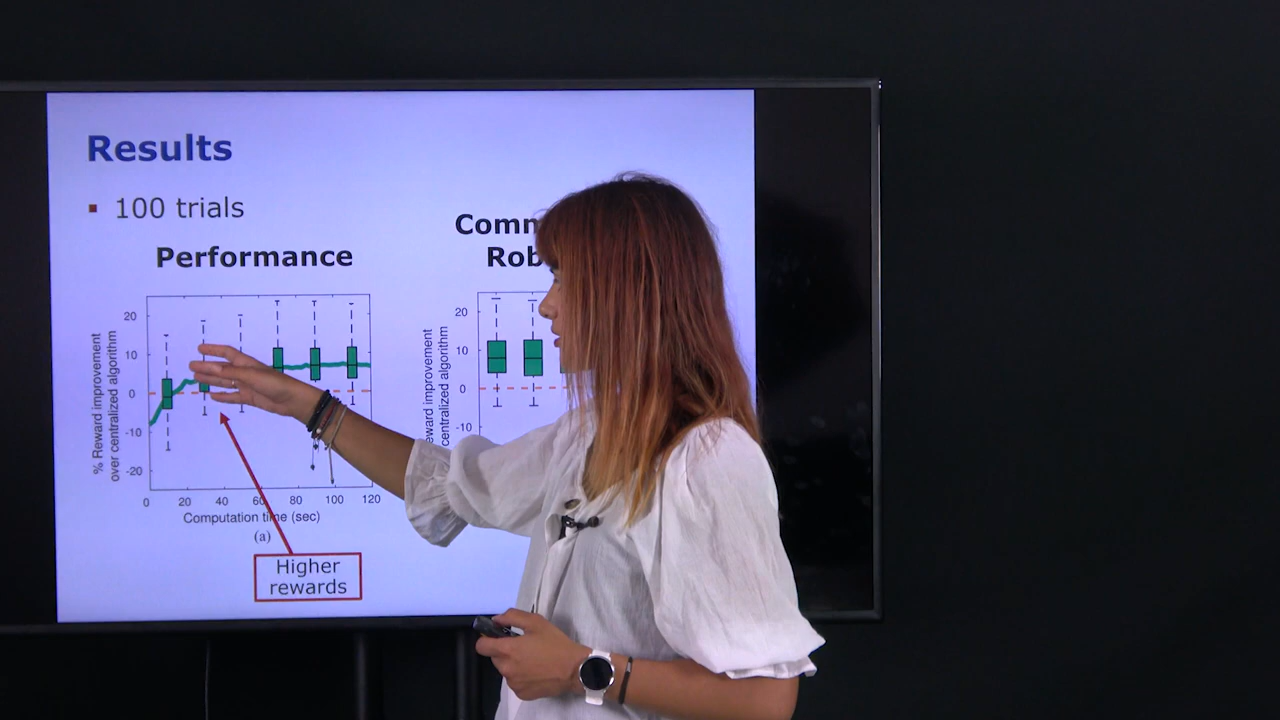 Results
100 trials
Performance
20
10
0
-10
-20
% Reward improvement
over centralized algorithm
0 20 40 60 80 100 120
Computation time (sec)
(a)
Higher
rewards
20
10
0
-10
centralized algorithm